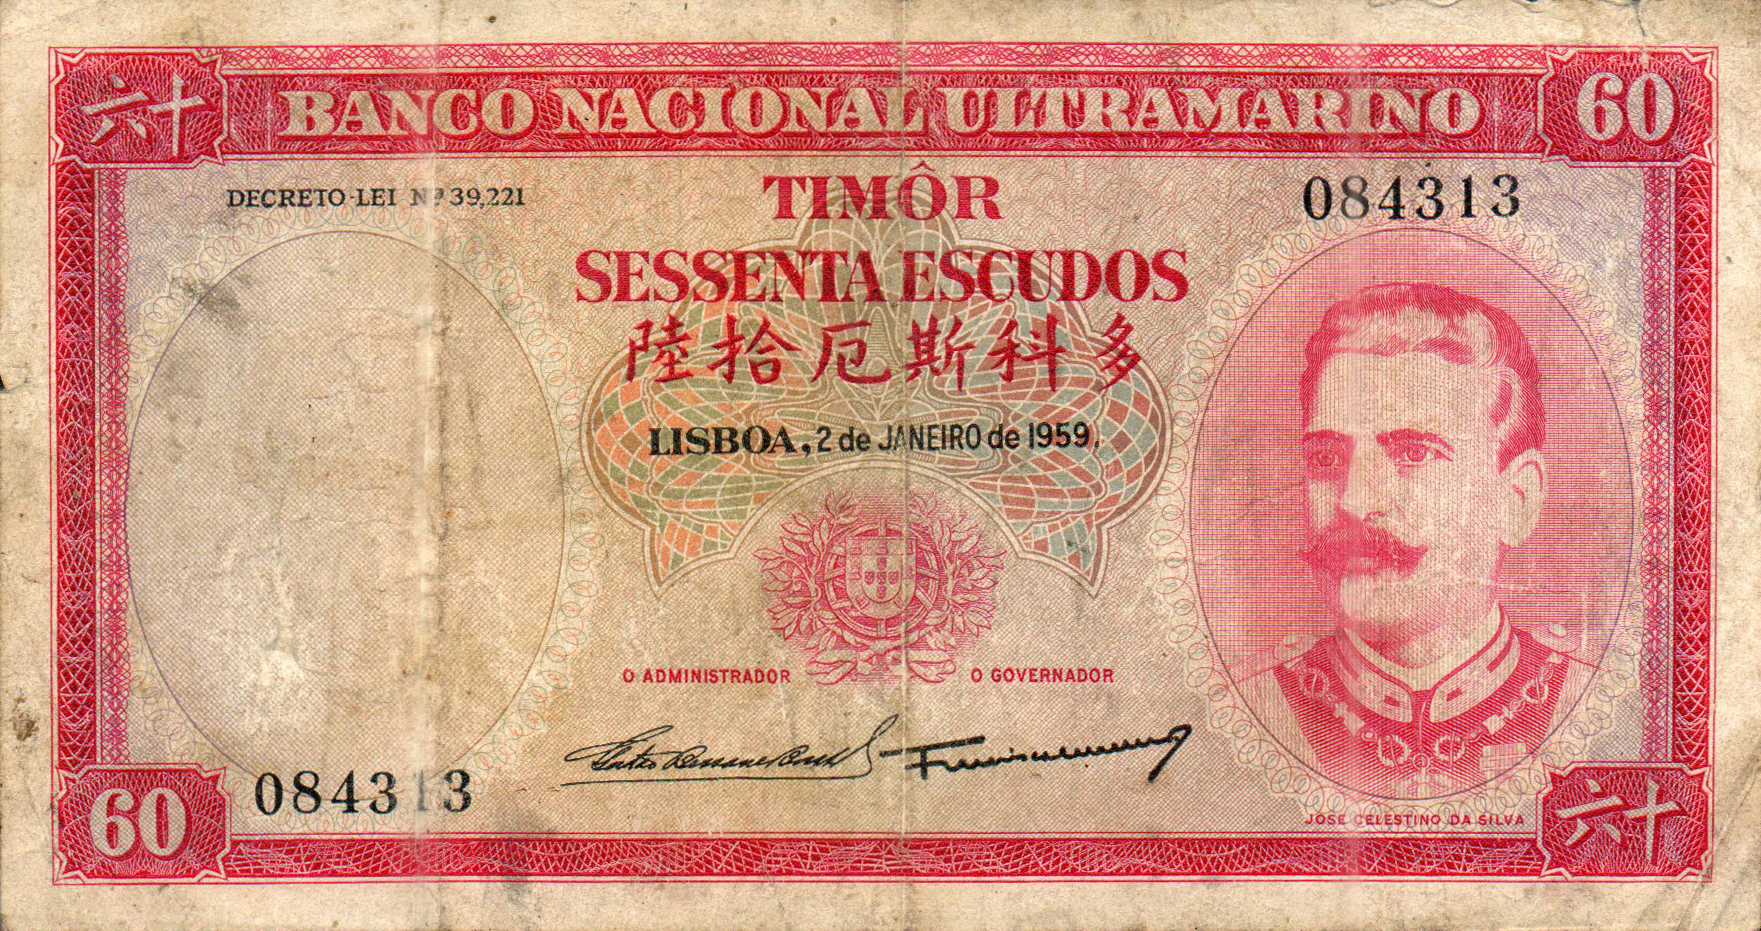 六十 BANCO NACIONAL ULTRAMARINO 60
DECRETO-LEI Nº 39,221
TIMÔR
084313
SESSENTA ESCUDOS
陸拾厄斯科多
LISBOA, 2 de JANEIRO de 1959.
O ADMINISTRADOR
O GOVERNADOR
60
084313
JOSE CELESTINO DA SILVA
六十